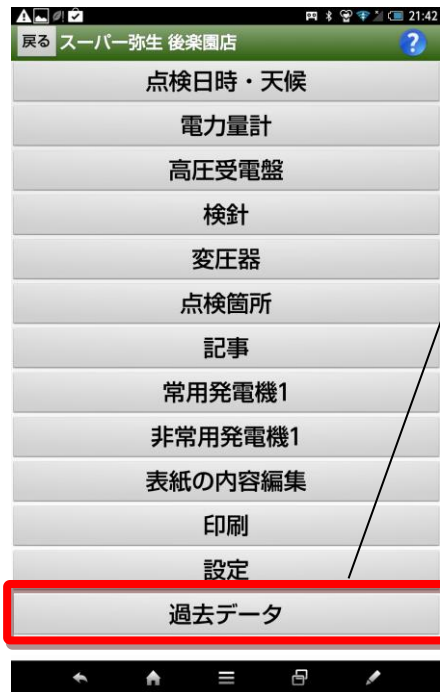 21:42
戻る スーパー弥生 後楽園店 ?
点検日時・天候
電力量計
高圧受電盤
検針
変圧器
点検箇所
記事
常用発電機1
非常用発電機1
表紙の内容編集
印刷
設定
過去データ